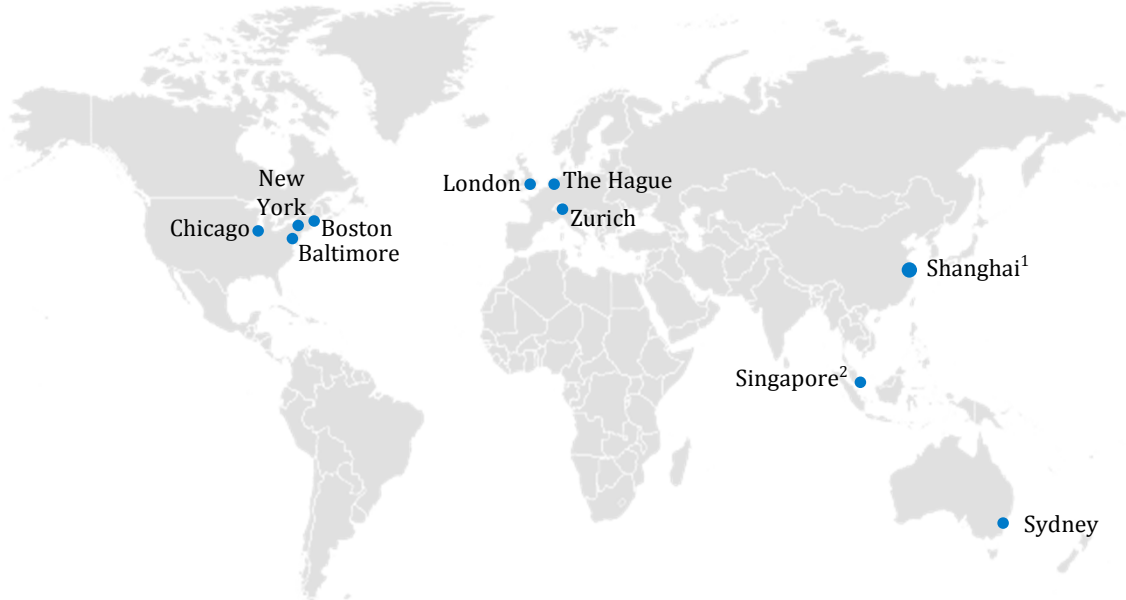 New
York
Chicago
Boston
Baltimore
London
The Hague
Zurich
Shanghai¹
Singapore²
Sydney